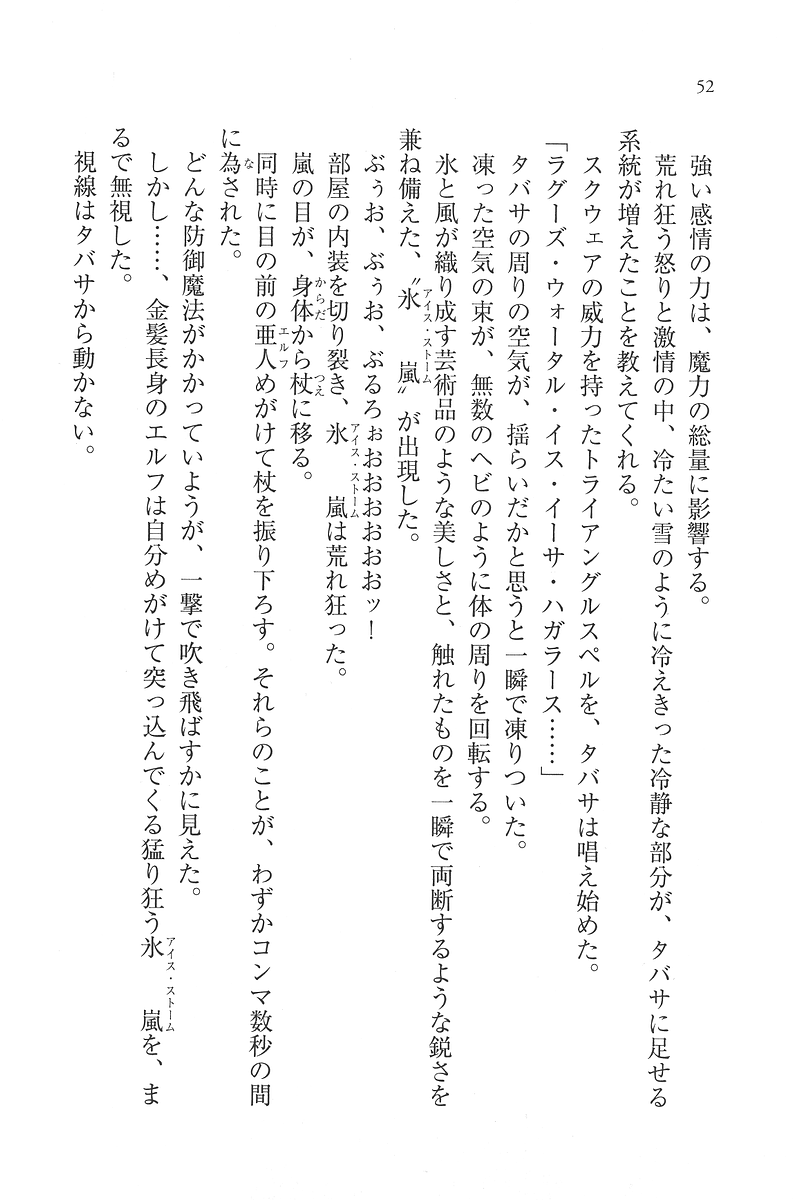 52
強い感情の力は、魔力の総量に影響する。
荒れ狂う怒りと激情の中、冷たい雪のように冷えきった冷静な部分が、タバサに足せる
系統が増えたことを教えてくれる。
スクウェアの威力を持ったトライアングルスペルを、タバサは唱え始めた。
「ラグーズ・ウォータル・イス・イーサ・ハガラース……」
タバサの周りの空気が、揺らいだかと思うと一瞬で凍りついた。
凍った空気の束が、無数のヘビのように体の周りを回転する。
氷と風が織り成す芸術品のような美しさと、触れたものを一瞬で両断するような鋭さを
兼ね備えた、〝氷嵐アイス・ストーム〟が出現した。
ぶぅお、ぶぅお、ぶるろぉおおおおおおッ！
部屋の内装を切り裂き、氷嵐アイス・ストームは荒れ狂った。
嵐の目が、身体からだから杖つえに移る。
同時に目の前の亜人エルフめがけて杖を振り下ろす。それらのことが、わずかコンマ数秒の間
に為なされた。
どんな防御魔法がかかっていようが、一撃で吹き飛ばすかに見えた。
しかし……、金髪長身のエルフは自分めがけて突っ込んでくる猛り狂う氷嵐アイス・ストームを、ま
るで無視した。
視線はタバサから動かない。